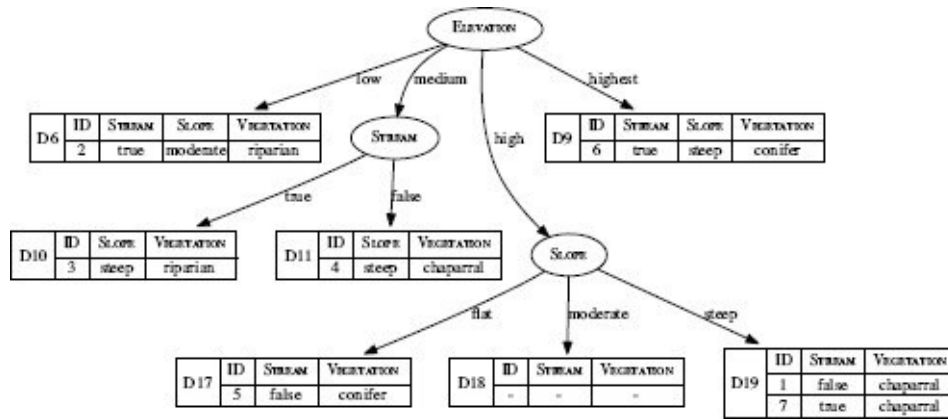 ELEVATION
low
medium
high
highest
D6 ID STREAM SLOPE VEGETATION
2 true moderate riparian
STREAM
D9 ID STREAM SLOPE VEGETATION
6 true steep conifer
true
false
D10 ID SLOPE VEGETATION
3 steep riparian
D11 ID SLOPE VEGETATION
4 steep chaparral
SLOPE
flat
moderate
steep
D17 ID STREAM VEGETATION
5 false conifer
D18 ID STREAM VEGETATION
- - -
D19 ID STREAM VEGETATION
1 false chaparral
7 true chaparral